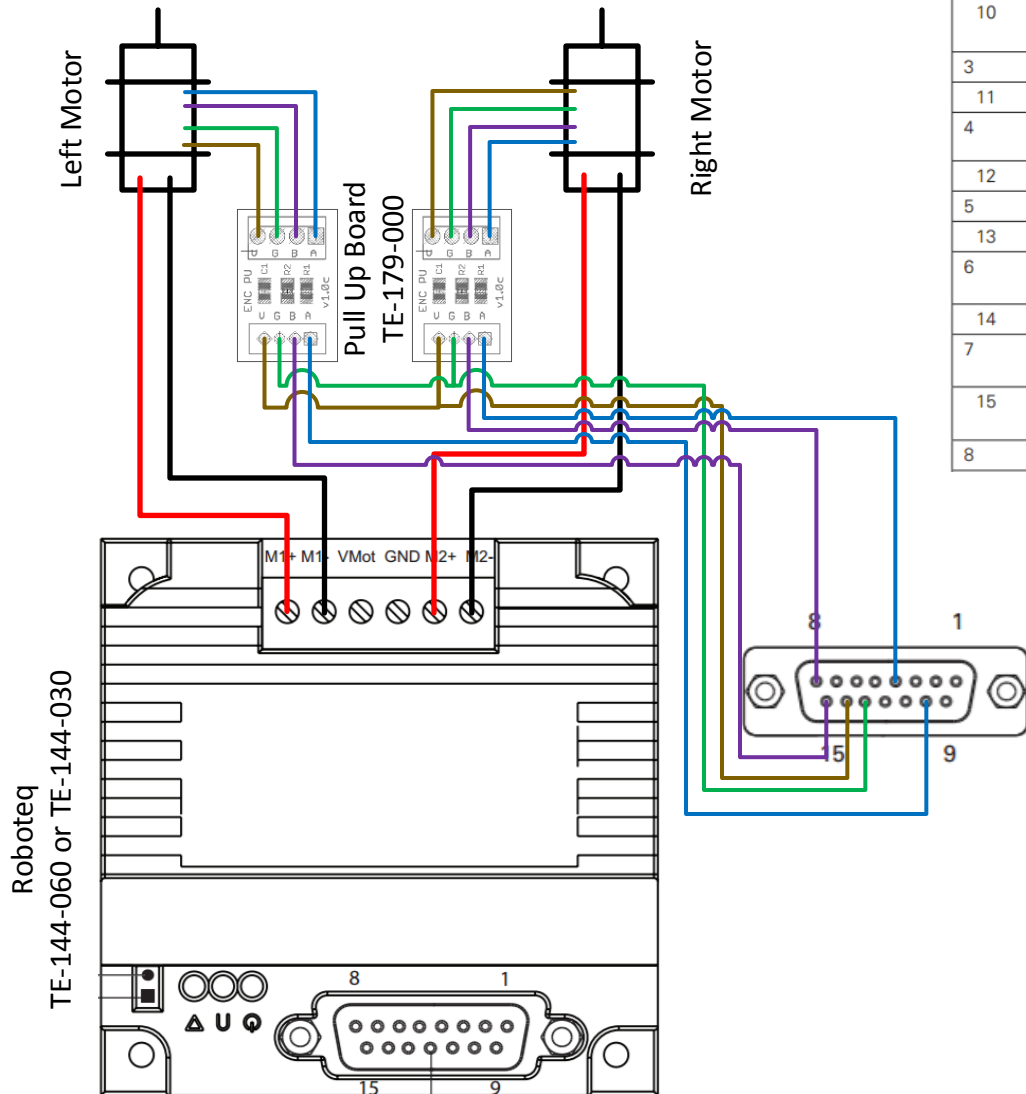 10
3
11
4
12
5
13
6
14
7
15
8
Left Motor
Right Motor
Pull Up Board
TE-179-000
V G B A
C1 R2 R1
ENC PU
v1.0c
V G B A
V G B A
C1 R2 R1
ENC PU
v1.0c
V G B A
M1+ M1- VMot GND M2+ M2-
8 1
15 9
Roboteq
TE-144-060 or TE-144-030
8 1
15 9